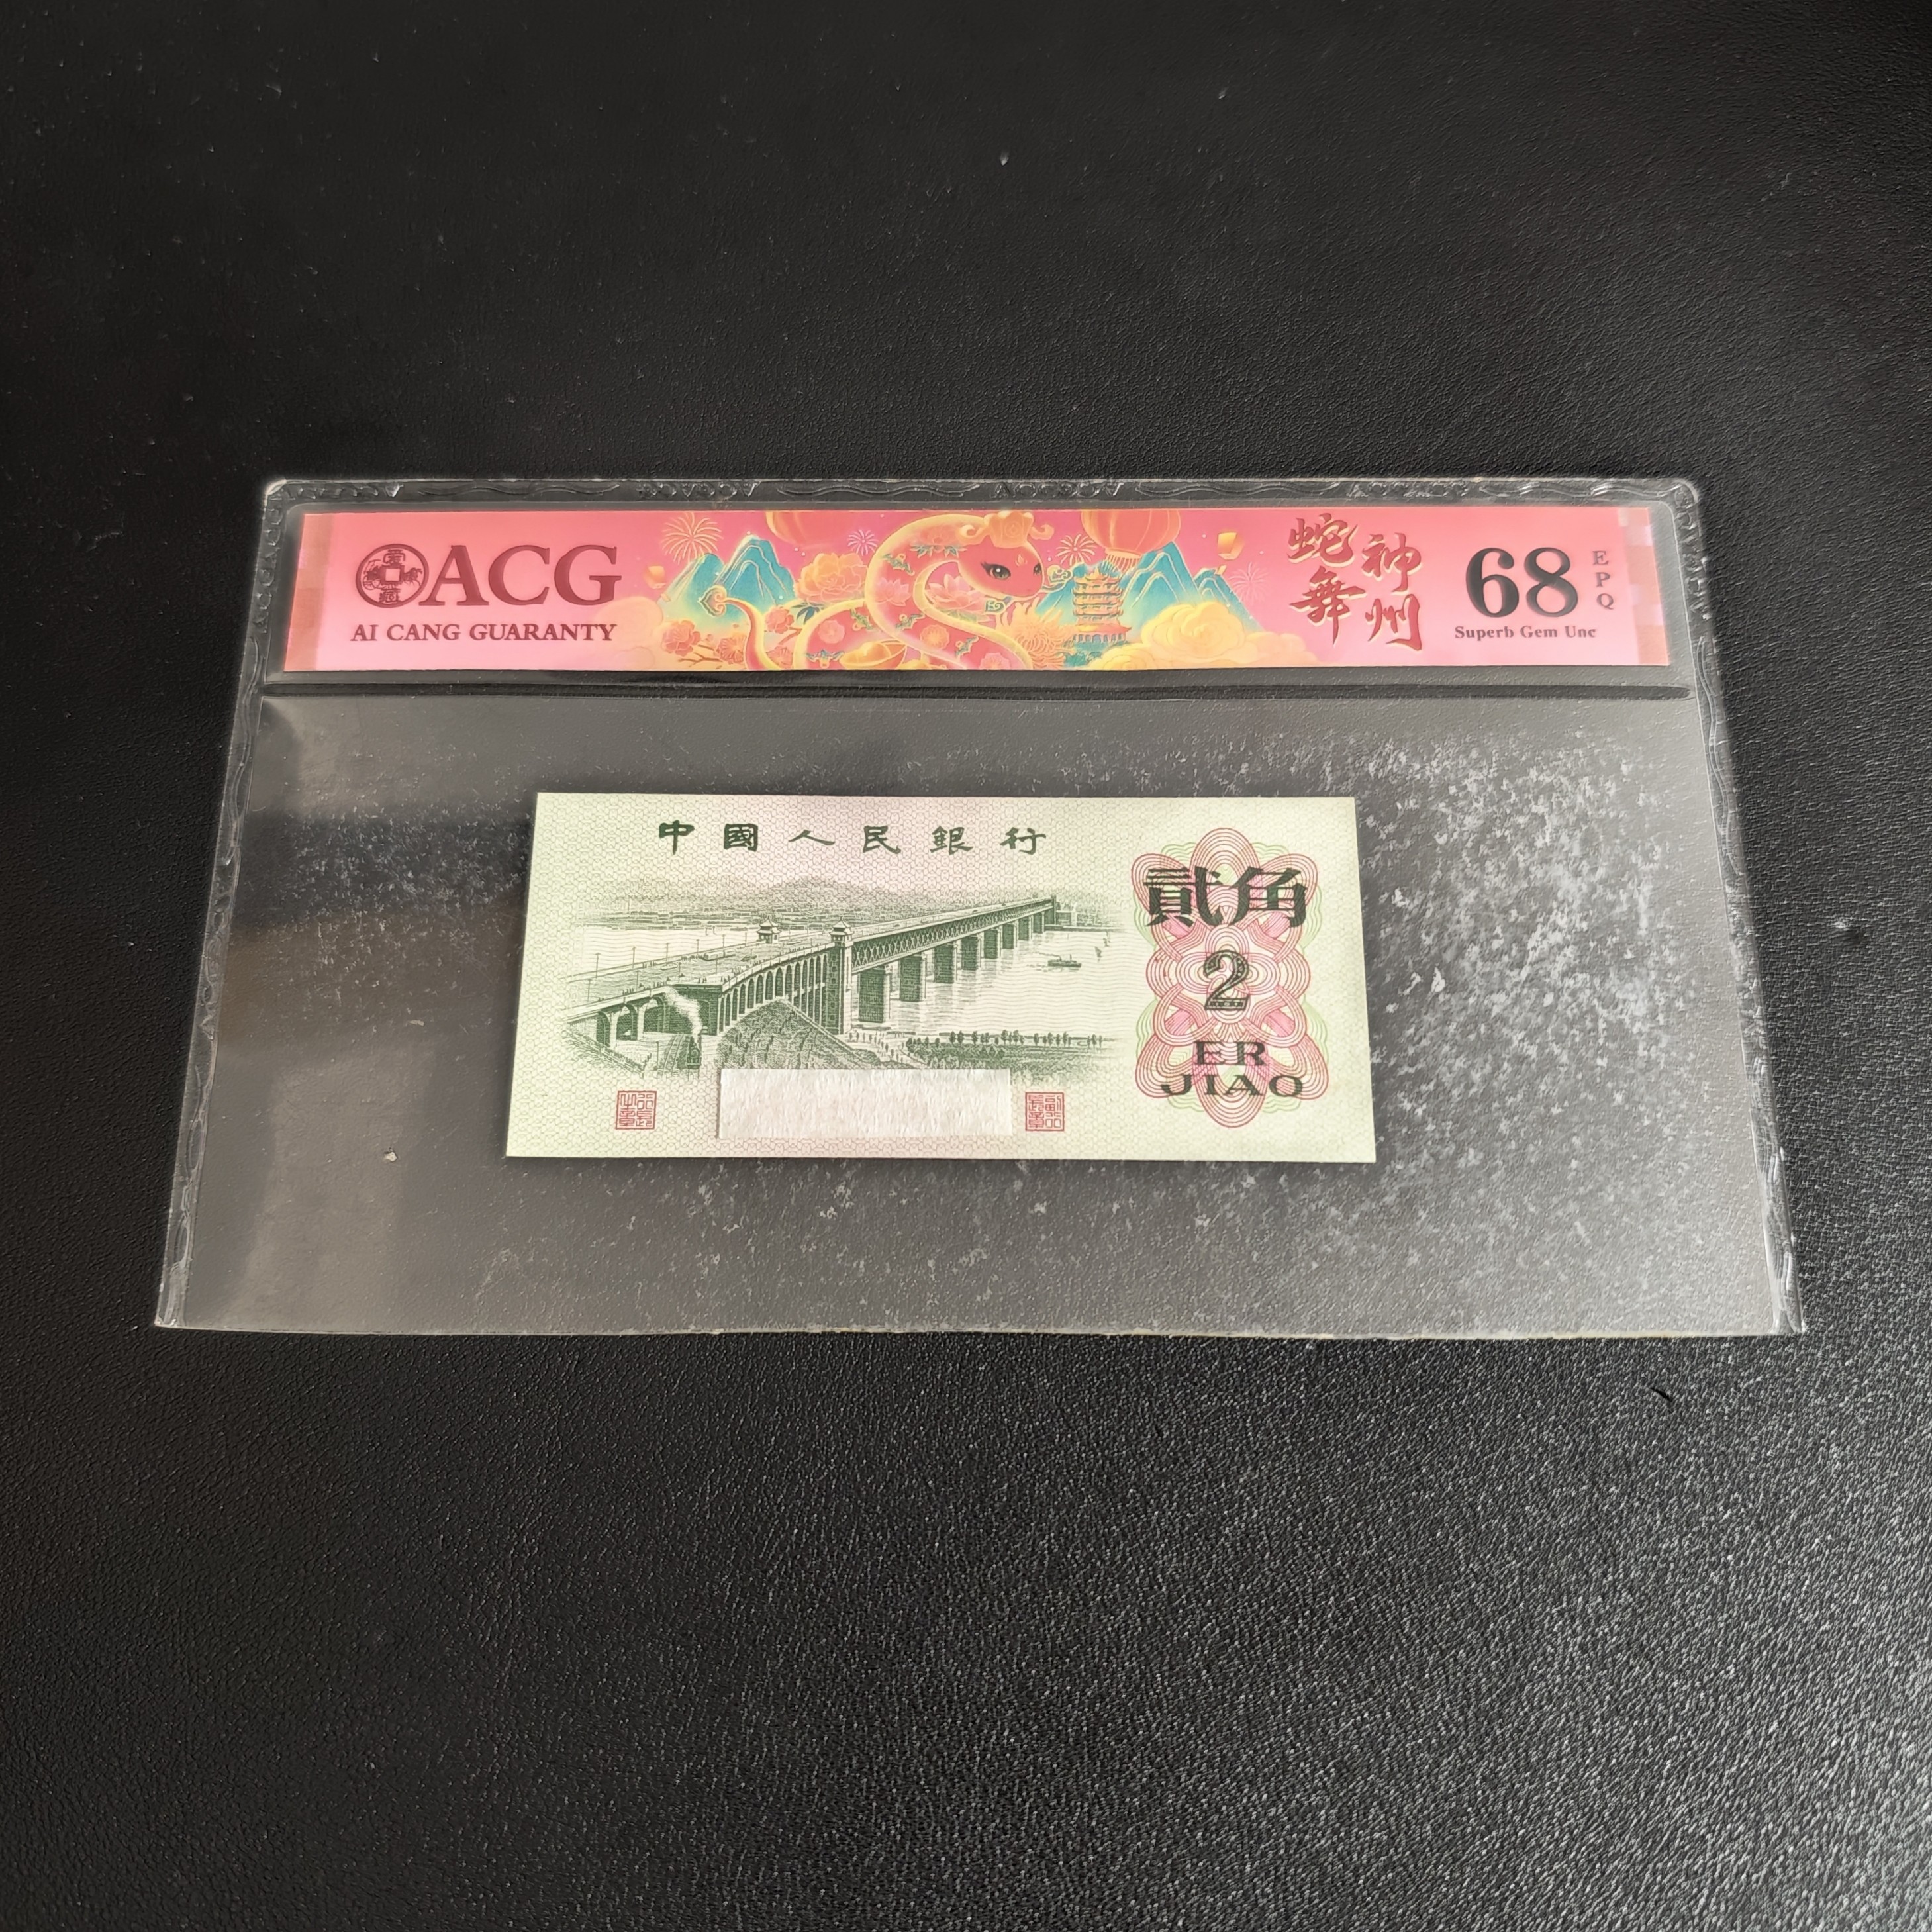 ACG
AI CANG GUARANTY
蛇舞
神州
68
EPQ
Superb Gem Unc
中國人民銀行
貳角
2
ER
JIAO